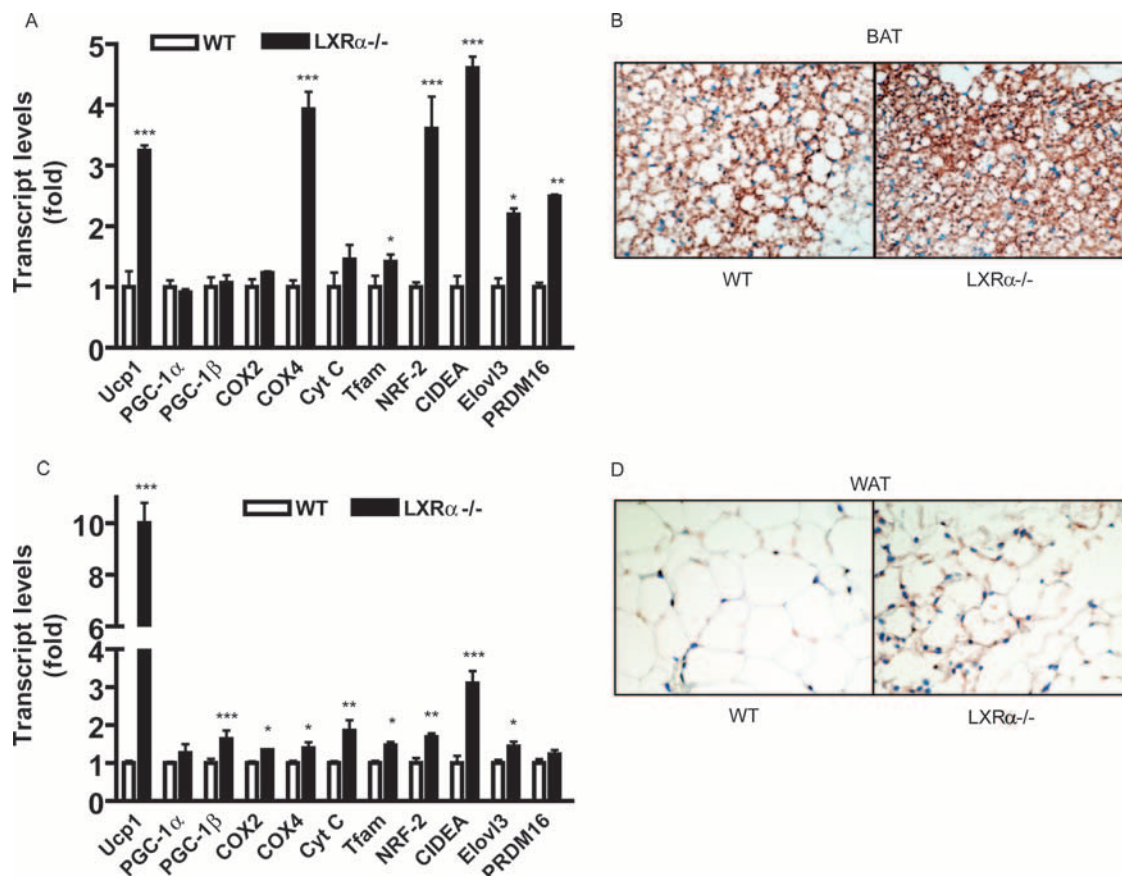 A
WT LXRα-/-
Transcript levels
(fold)
5
4
3
2
1
0
***
***
*
***
***
*
**
Ucp1
PGC-1α
PGC-1β
COX2
COX4
Cyt C
Tfam
NRF-2
CIDEA
Elovl3
PRDM16
B
BAT
WT LXRα-/-
C
WT LXRα -/-
Transcript levels
(fold)
10
8
6
4
3
2
1
0
***
***
*
*
**
*
**
***
*
Ucp1
PGC-1α
PGC-1β
COX2
COX4
Cyt C
Tfam
NRF-2
CIDEA
Elovl3
PRDM16
D
WAT
WT LXRα-/-